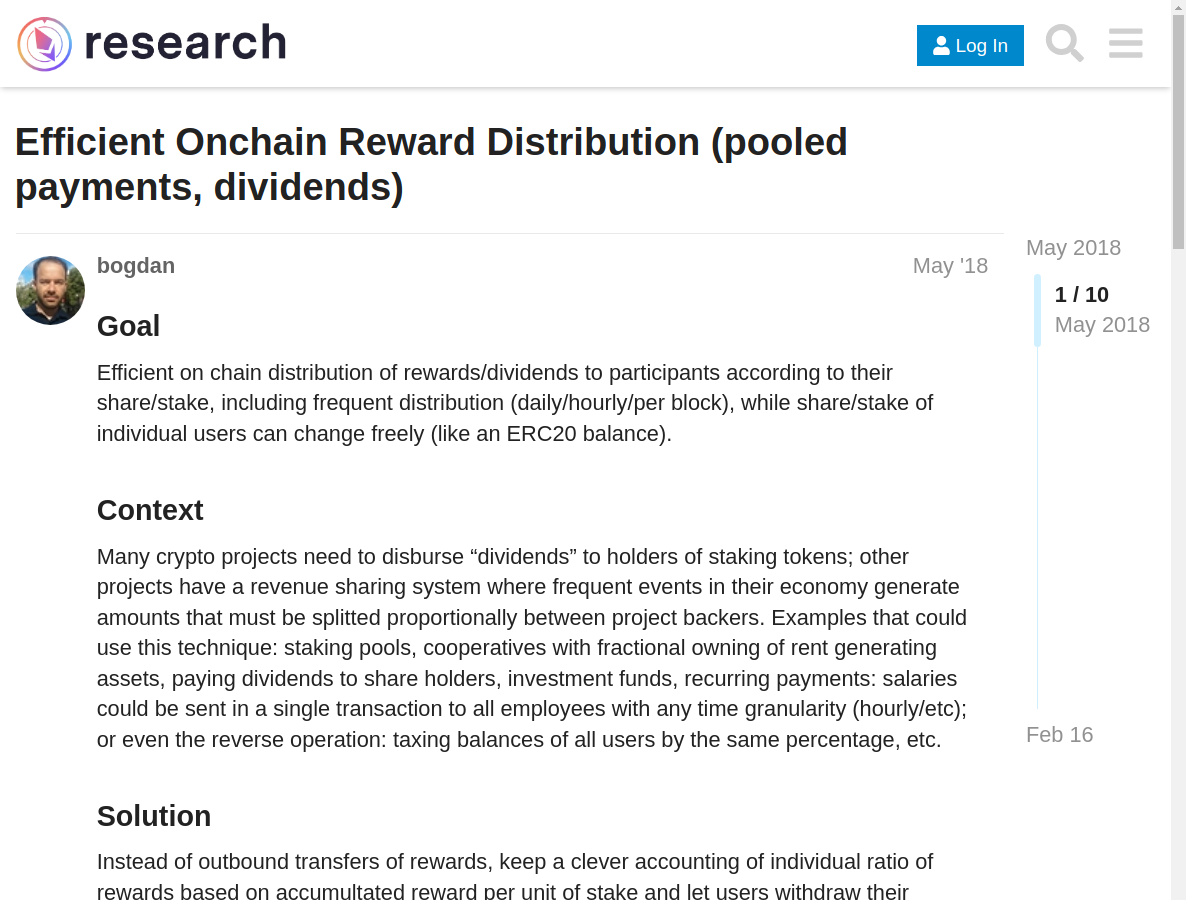 research
Log In
Efficient Onchain Reward Distribution (pooled
payments, dividends)
bogdan
May '18
May 2018
1 / 10
May 2018
Goal
Efficient on chain distribution of rewards/dividends to participants according to their
share/stake, including frequent distribution (daily/hourly/per block), while share/stake of
individual users can change freely (like an ERC20 balance).
Context
Many crypto projects need to disburse “dividends” to holders of staking tokens; other
projects have a revenue sharing system where frequent events in their economy generate
amounts that must be splitted proportionally between project backers. Examples that could
use this technique: staking pools, cooperatives with fractional owning of rent generating
assets, paying dividends to share holders, investment funds, recurring payments: salaries
could be sent in a single transaction to all employees with any time granularity (hourly/etc);
or even the reverse operation: taxing balances of all users by the same percentage, etc.
Feb 16
Solution
Instead of outbound transfers of rewards, keep a clever accounting of individual ratio of
rewards based on accumultated reward per unit of stake and let users withdraw their